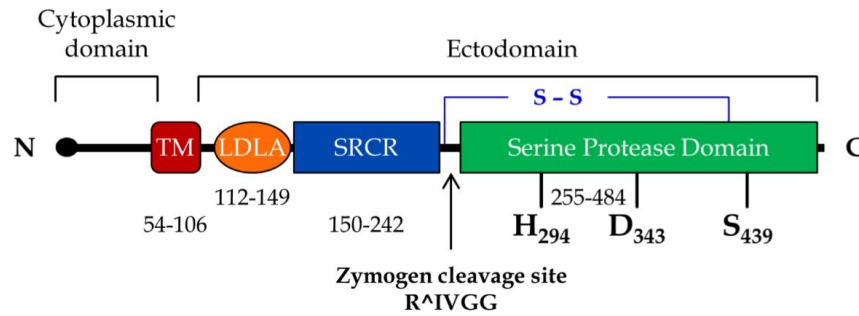 Cytoplasmic
domain
Ectodomain
S – S
N
TM
LDLA
SRCR
Serine Protease Domain
C
112-149
255-484
54-106
150-242
H₂₉₄
D₃₄₃
S₄₃₉
Zymogen cleavage site
R^IVGG